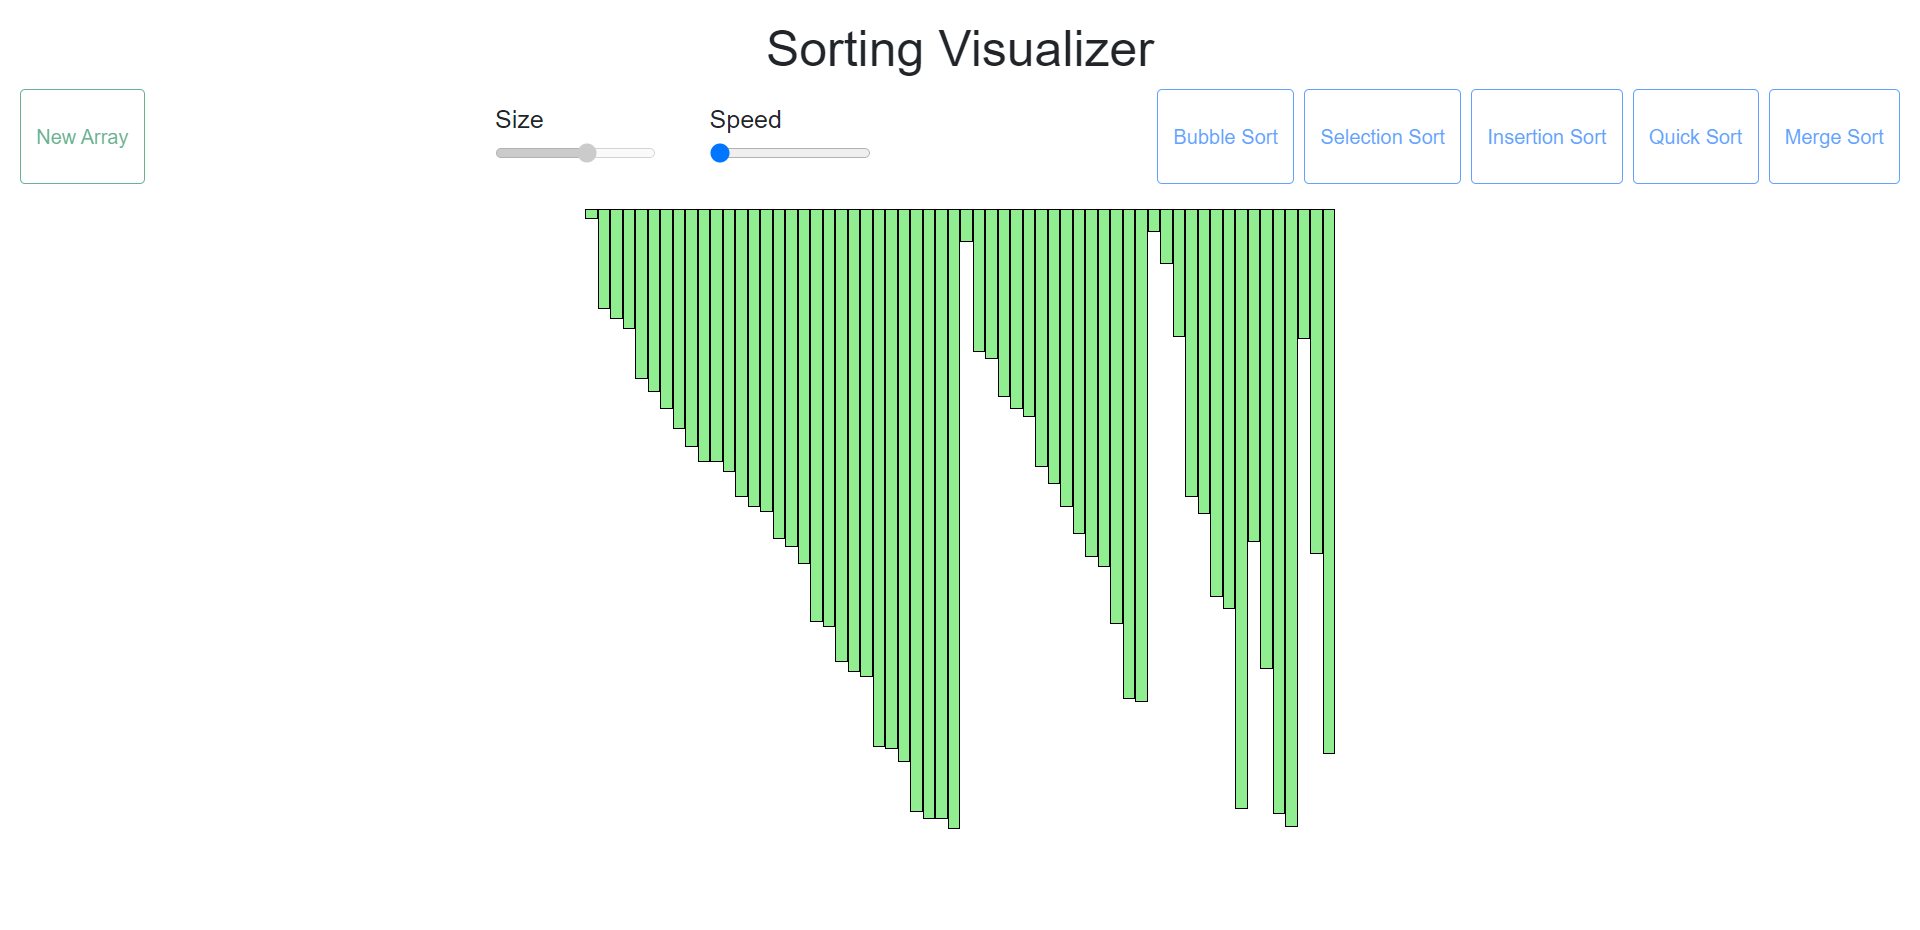 Sorting Visualizer
New Array
Size
Speed
Bubble Sort
Selection Sort
Insertion Sort
Quick Sort
Merge Sort